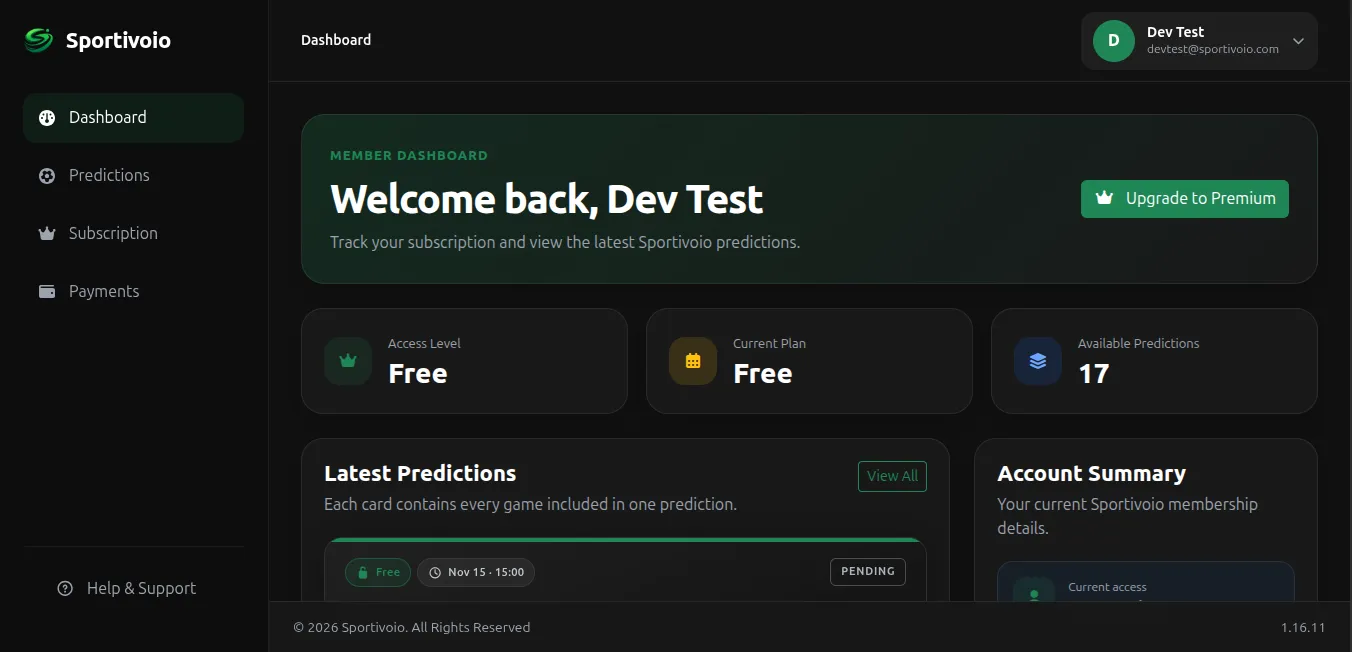 Sportivoio
Dashboard
Predictions
Subscription
Payments
Help & Support
Dashboard
D
Dev Test
devtest@sportivoio.com
MEMBER DASHBOARD
Welcome back, Dev Test
Track your subscription and view the latest Sportivoio predictions.
Upgrade to Premium
Access Level
Free
Current Plan
Free
Available Predictions
17
Latest Predictions
Each card contains every game included in one prediction.
View All
Free
Nov 15 · 15:00
PENDING
Account Summary
Your current Sportivoio membership
details.
Current access
© 2026 Sportivoio. All Rights Reserved
1.16.11